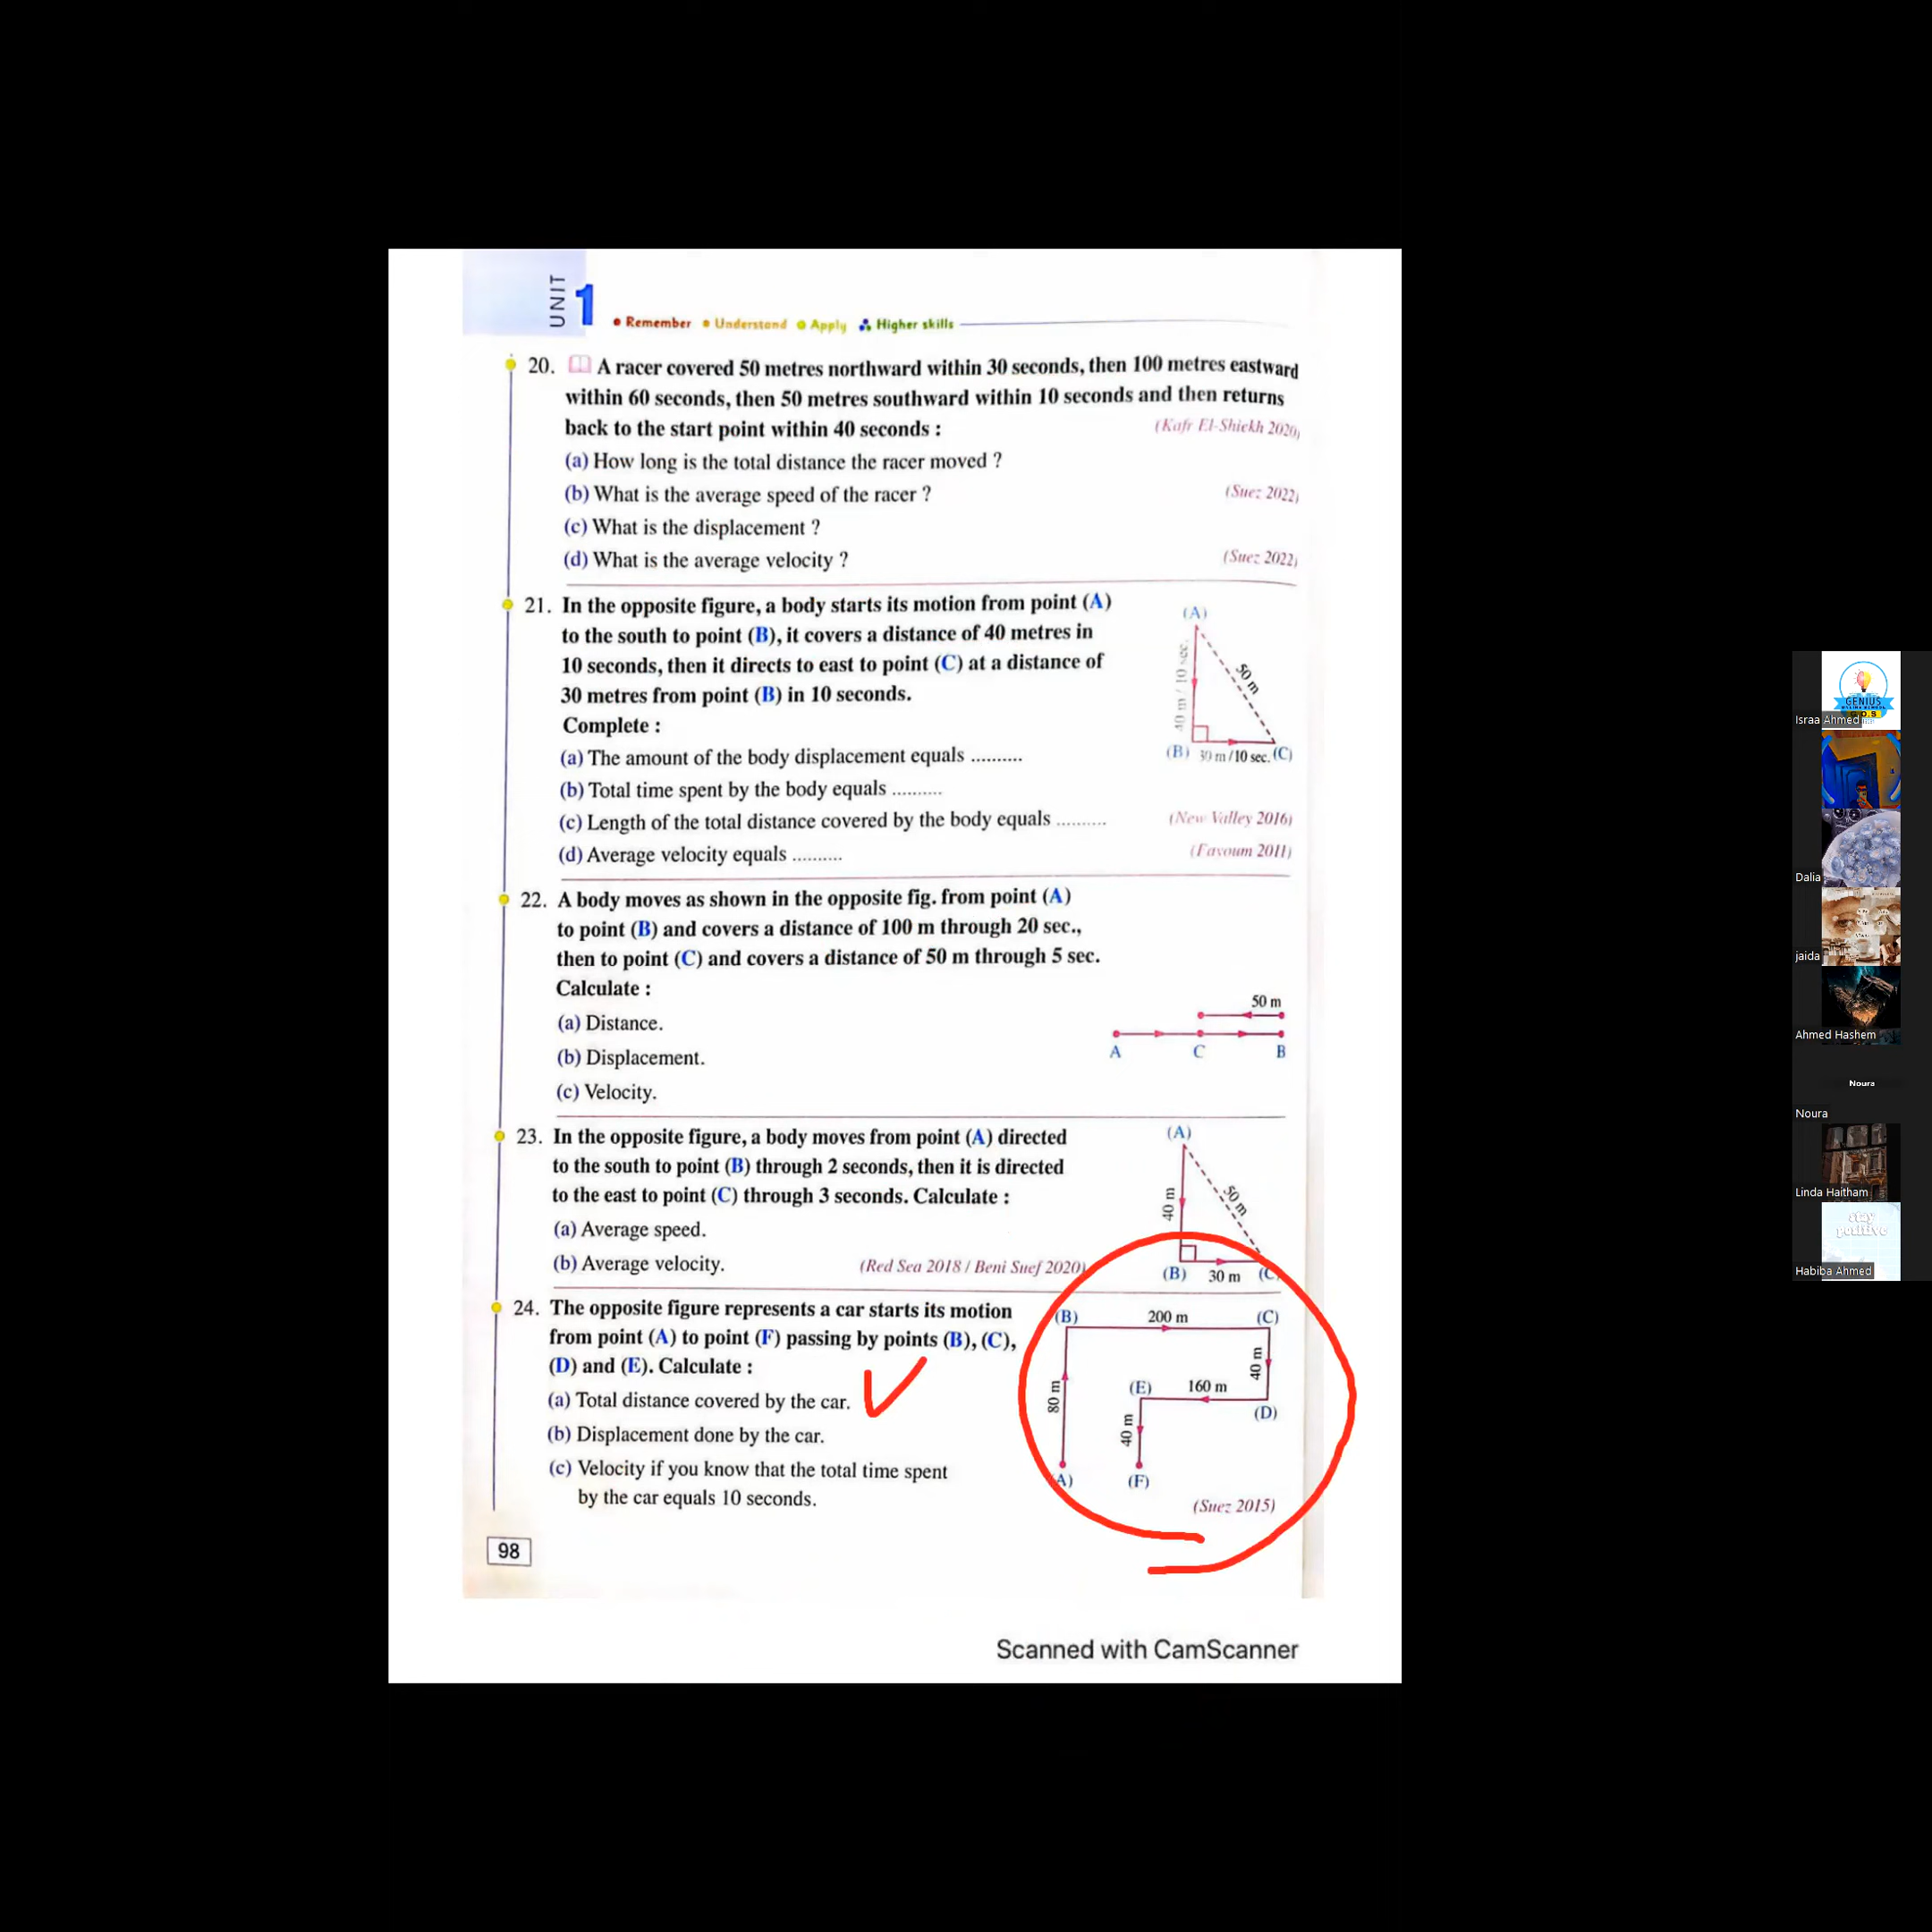 UNIT 1
Remember Understand Apply Higher skills
20. A racer covered 50 metres northward within 30 seconds, then 100 metres eastward
within 60 seconds, then 50 metres southward within 10 seconds and then returns
back to the start point within 40 seconds :
(Kafr El-Shiekh 2020)
(a) How long is the total distance the racer moved ?
(b) What is the average speed of the racer ?
(Suez 2022)
(c) What is the displacement ?
(d) What is the average velocity ?
(Suez 2022)
21. In the opposite figure, a body starts its motion from point (A)
to the south to point (B), it covers a distance of 40 metres in
10 seconds, then it directs to east to point (C) at a distance of
30 metres from point (B) in 10 seconds.
Complete :
(a) The amount of the body displacement equals ..........
(b) Total time spent by the body equals ..........
(c) Length of the total distance covered by the body equals ..........
(New Valley 2016)
(d) Average velocity equals ..........
(Fayoum 2011)
(A)
40 m / 10 sec.
50 m
(B) 30 m/10 sec. (C)
22. A body moves as shown in the opposite fig. from point (A)
to point (B) and covers a distance of 100 m through 20 sec.,
then to point (C) and covers a distance of 50 m through 5 sec.
Calculate :
(a) Distance.
(b) Displacement.
(c) Velocity.
50 m
A C B
23. In the opposite figure, a body moves from point (A) directed
to the south to point (B) through 2 seconds, then it is directed
to the east to point (C) through 3 seconds. Calculate :
(a) Average speed.
(b) Average velocity.
(Red Sea 2018 / Beni Suef 2020)
(A)
40 m
50 m
(B) 30 m (C)
24. The opposite figure represents a car starts its motion
from point (A) to point (F) passing by points (B), (C),
(D) and (E). Calculate :
(a) Total distance covered by the car.
(b) Displacement done by the car.
(c) Velocity if you know that the total time spent
by the car equals 10 seconds.
(B) 200 m (C)
40 m
(E) 160 m
80 m
(D)
40 m
(A) (F)
(Suez 2015)
98
Scanned with CamScanner
GENIUS
Israa Ahmed
Dalia
jaida
Ahmed Hashem
Noura
Noura
Linda Haitham
stay
positive
Habiba Ahmed